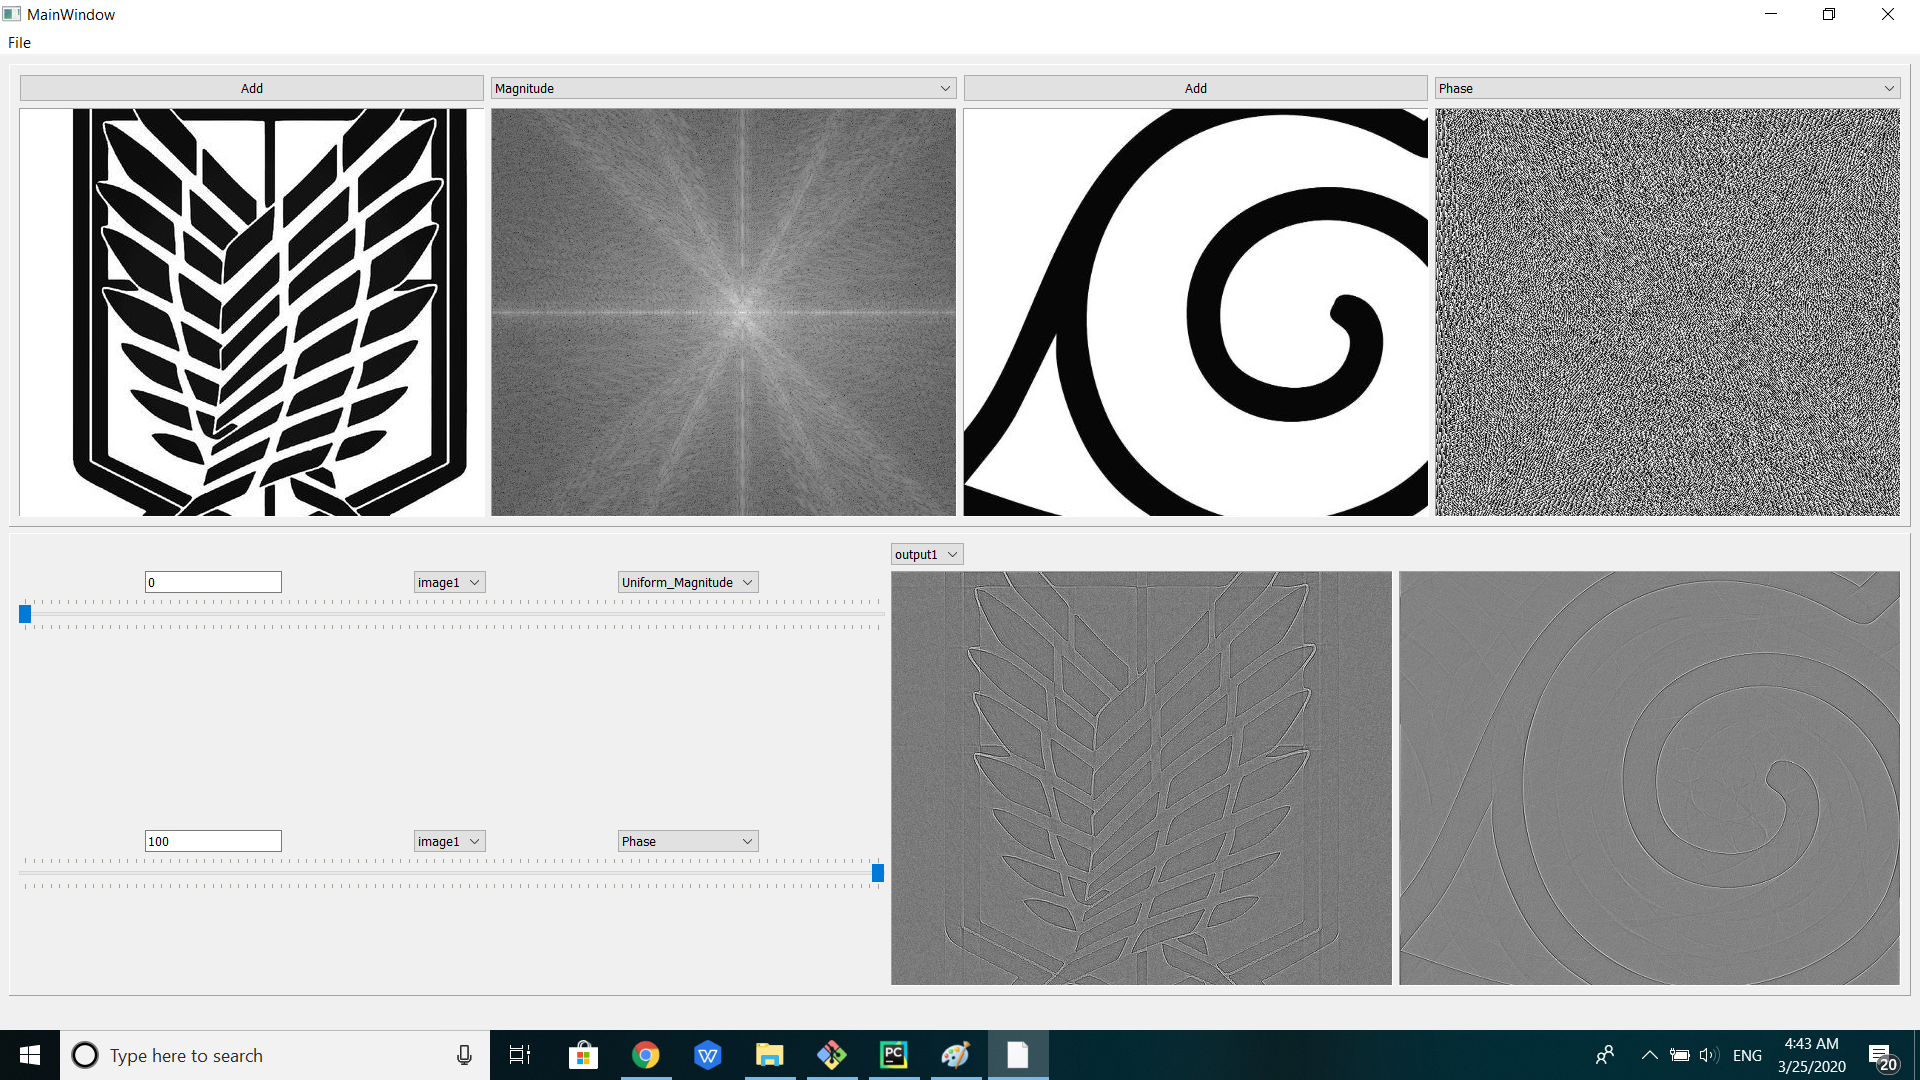 MainWindow
File
Add
Magnitude
Add
Phase
output1
0
image1
Uniform_Magnitude
100
image1
Phase
Type here to search
W
PC
ENG
4:43 AM
3/25/2020
20